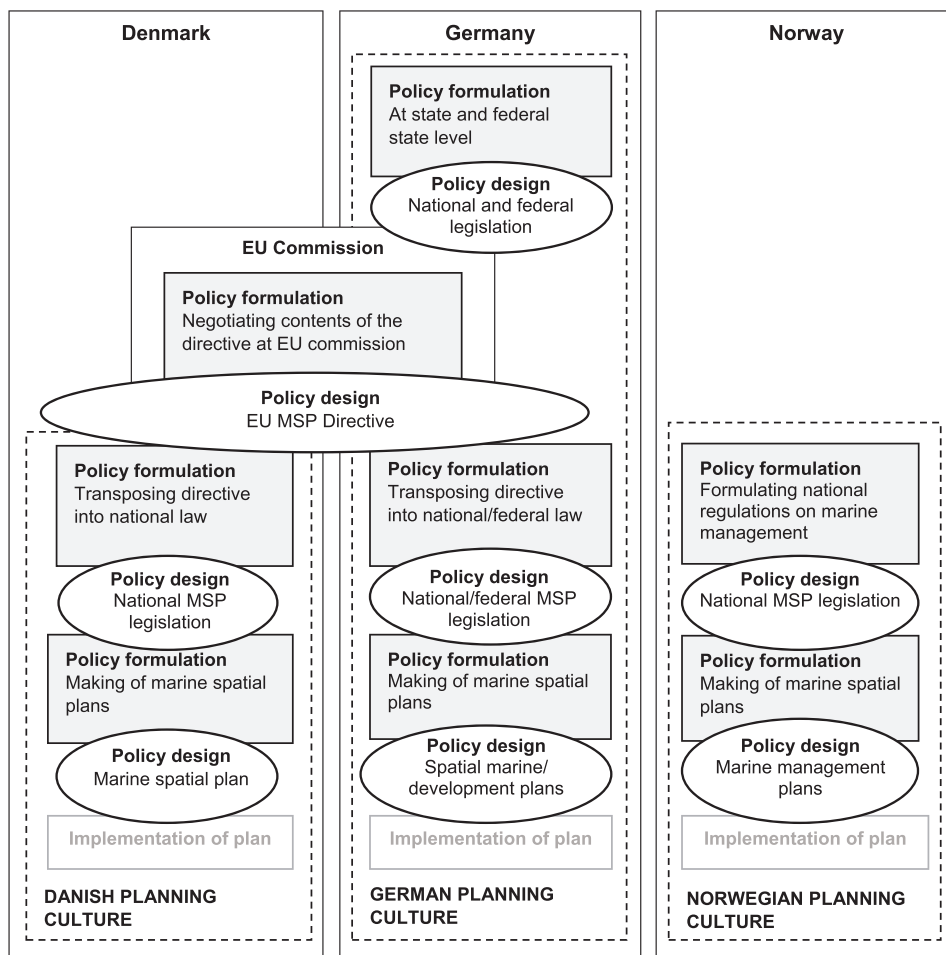 Denmark
Germany
Norway
Policy formulation
At state and federal
state level
Policy design
National and federal
legislation
EU Commission
Policy formulation
Negotiating contents of the
directive at EU commission
Policy design
EU MSP Directive
Policy formulation
Transposing directive
into national law
Policy design
National MSP
legislation
Policy formulation
Making of marine spatial
plans
Policy design
Marine spatial plan
Implementation of plan
DANISH PLANNING
CULTURE
Policy formulation
Transposing directive
into national/federal law
Policy design
National/federal MSP
legislation
Policy formulation
Making of marine spatial
plans
Policy design
Spatial marine/
development plans
Implementation of plan
GERMAN PLANNING
CULTURE
Policy formulation
Formulating national
regulations on marine
management
Policy design
National MSP legislation
Policy formulation
Making of marine spatial
plans
Policy design
Marine management
plans
Implementation of plan
NORWEGIAN PLANNING
CULTURE